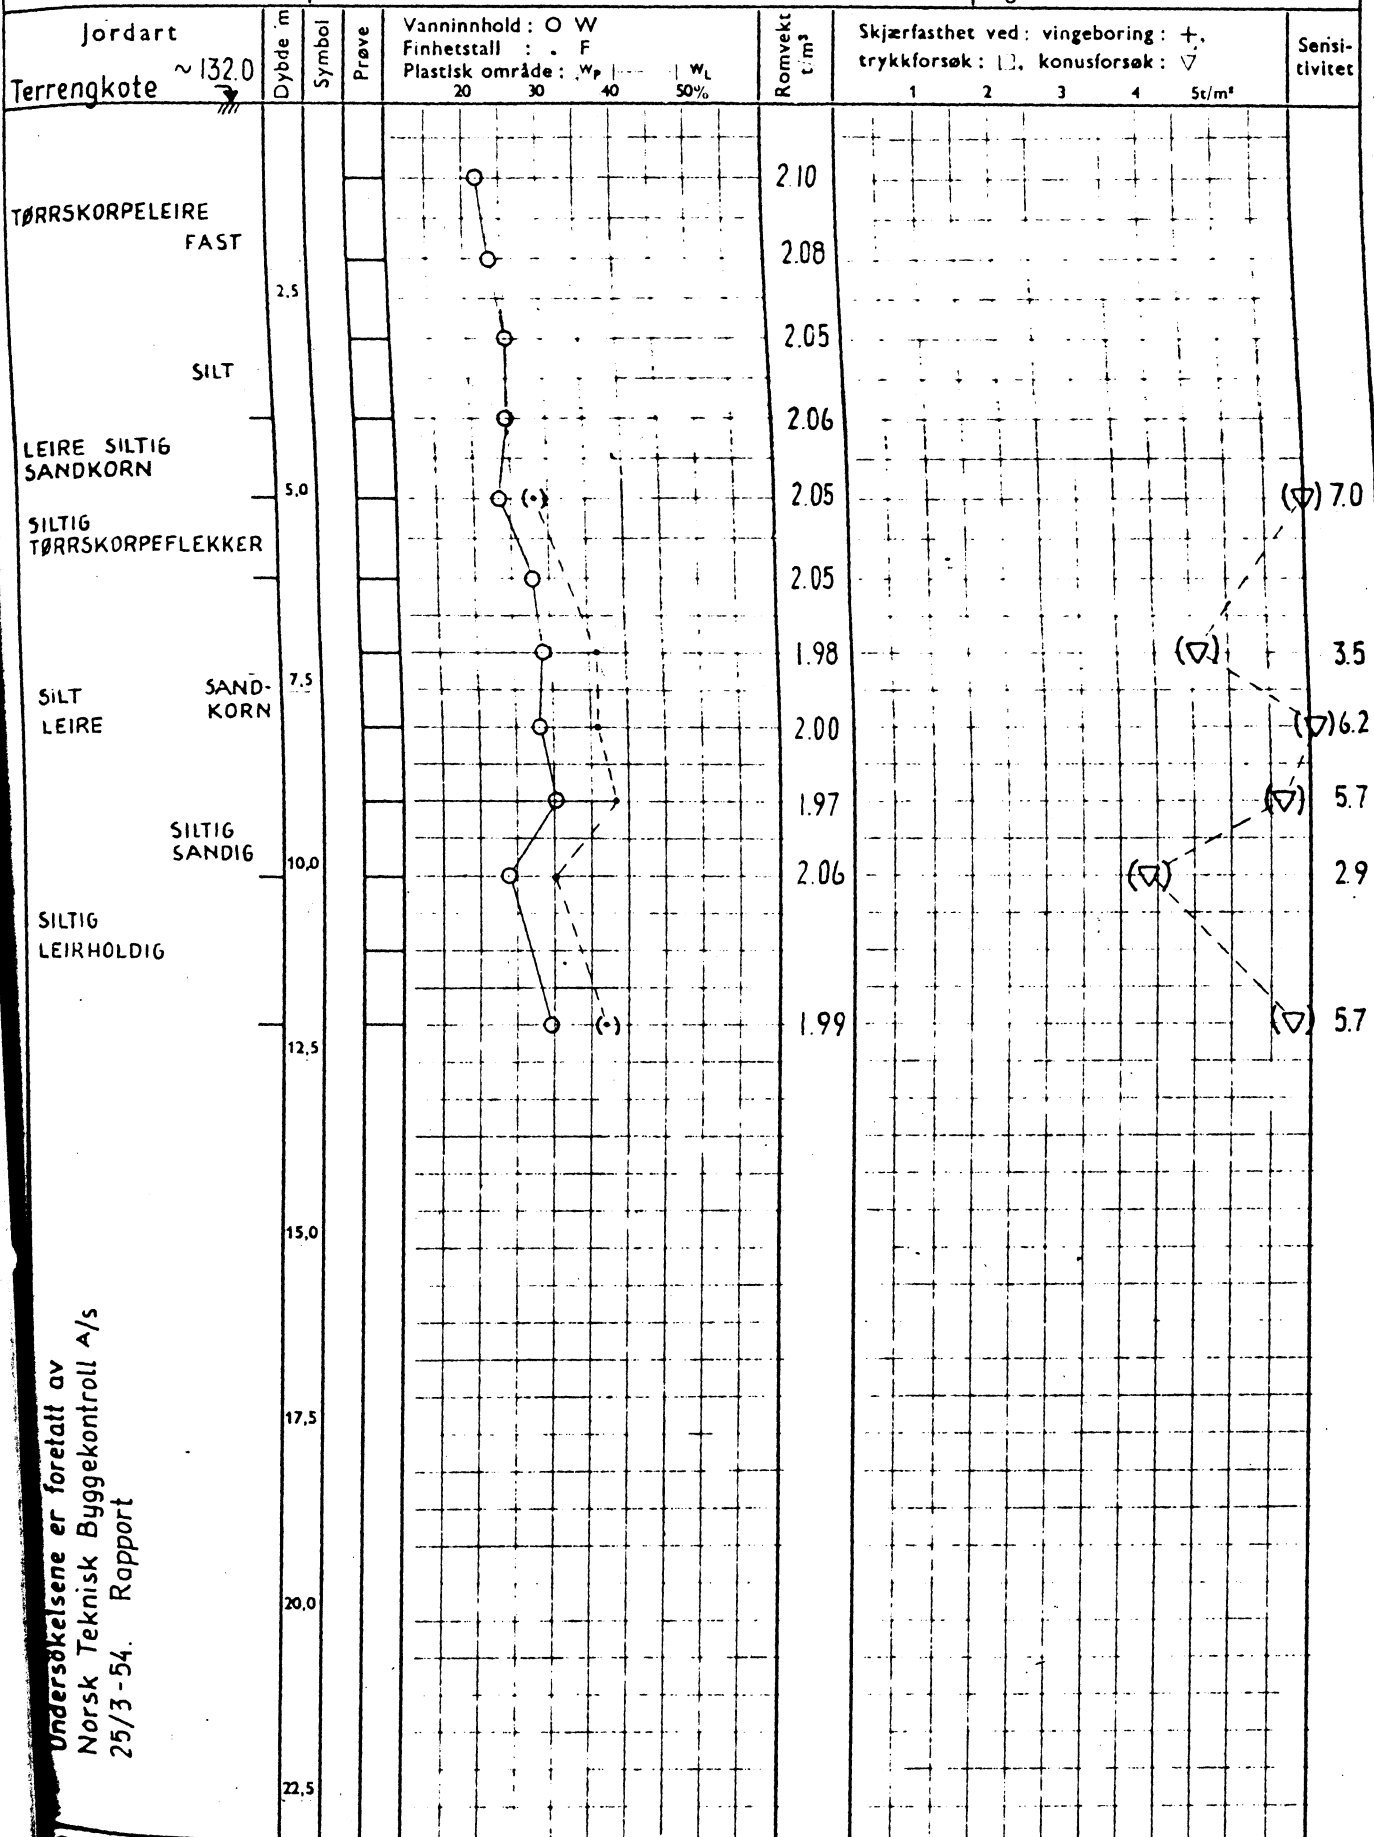 Jordart
~132.0
Terrengkote
Dybde m
Symbol
Prøve
Vanninnhold : O W
Finhetstall : . F
Plastisk område : Wp |---- | WL
20 30 40 50%
Romvekt t/m³
Skjærfasthet ved : vingeboring : +,
trykkforsøk : □, konusforsøk : ▽
1 2 3 4 5t/m²
Sensi-
tivitet
2.10
TØRRSKORPELEIRE
FAST
2.08
2,5
2.05
SILT
2.06
LEIRE SILTIG
SANDKORN
5,0
(·)
2.05
(▽) 7.0
SILTIG
TØRRSKORPEFLEKKER
2.05
1.98
(▽)
3.5
7,5
SILT
SAND-
KORN
LEIRE
2.00
(▽) 6.2
1.97
(▽) 5.7
SILTIG
SANDIG
10,0
2.06
(▽)
2.9
SILTIG
LEIRHOLDIG
(·)
1.99
(▽) 5.7
12,5
15,0
17,5
20,0
22,5
Undersökelsene er foretatt av
Norsk Teknisk Byggekontroll A/s
25/3-54. Rapport